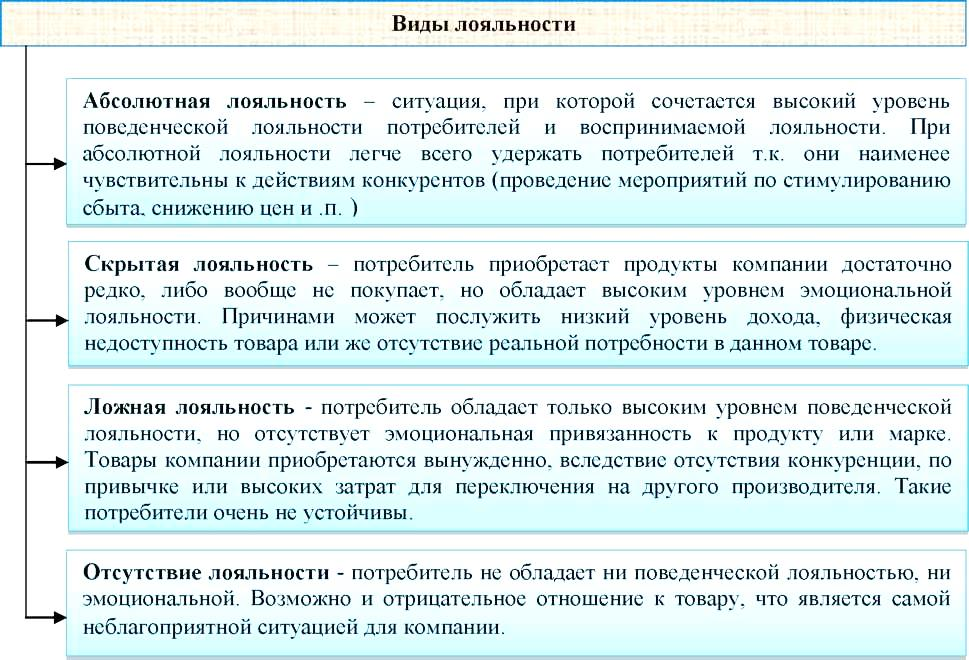 Виды лояльности
Абсолютная лояльность – ситуация, при которой сочетается высокий уровень
поведенческой лояльности потребителей и воспринимаемой лояльности. При
абсолютной лояльности легче всего удержать потребителей т.к. они наименее
чувствительны к действиям конкурентов (проведение мероприятий по стимулированию
сбыта, снижению цен и .п. )
Скрытая лояльность – потребитель приобретает продукты компании достаточно
редко, либо вообще не покупает, но обладает высоким уровнем эмоциональной
лояльности. Причинами может послужить низкий уровень дохода, физическая
недоступность товара или же отсутствие реальной потребности в данном товаре.
Ложная лояльность - потребитель обладает только высоким уровнем поведенческой
лояльности, но отсутствует эмоциональная привязанность к продукту или марке.
Товары компании приобретаются вынужденно, вследствие отсутствия конкуренции, по
привычке или высоких затрат для переключения на другого производителя. Такие
потребители очень не устойчивы.
Отсутствие лояльности - потребитель не обладает ни поведенческой лояльностью, ни
эмоциональной. Возможно и отрицательное отношение к товару, что является самой
неблагоприятной ситуацией для компании.